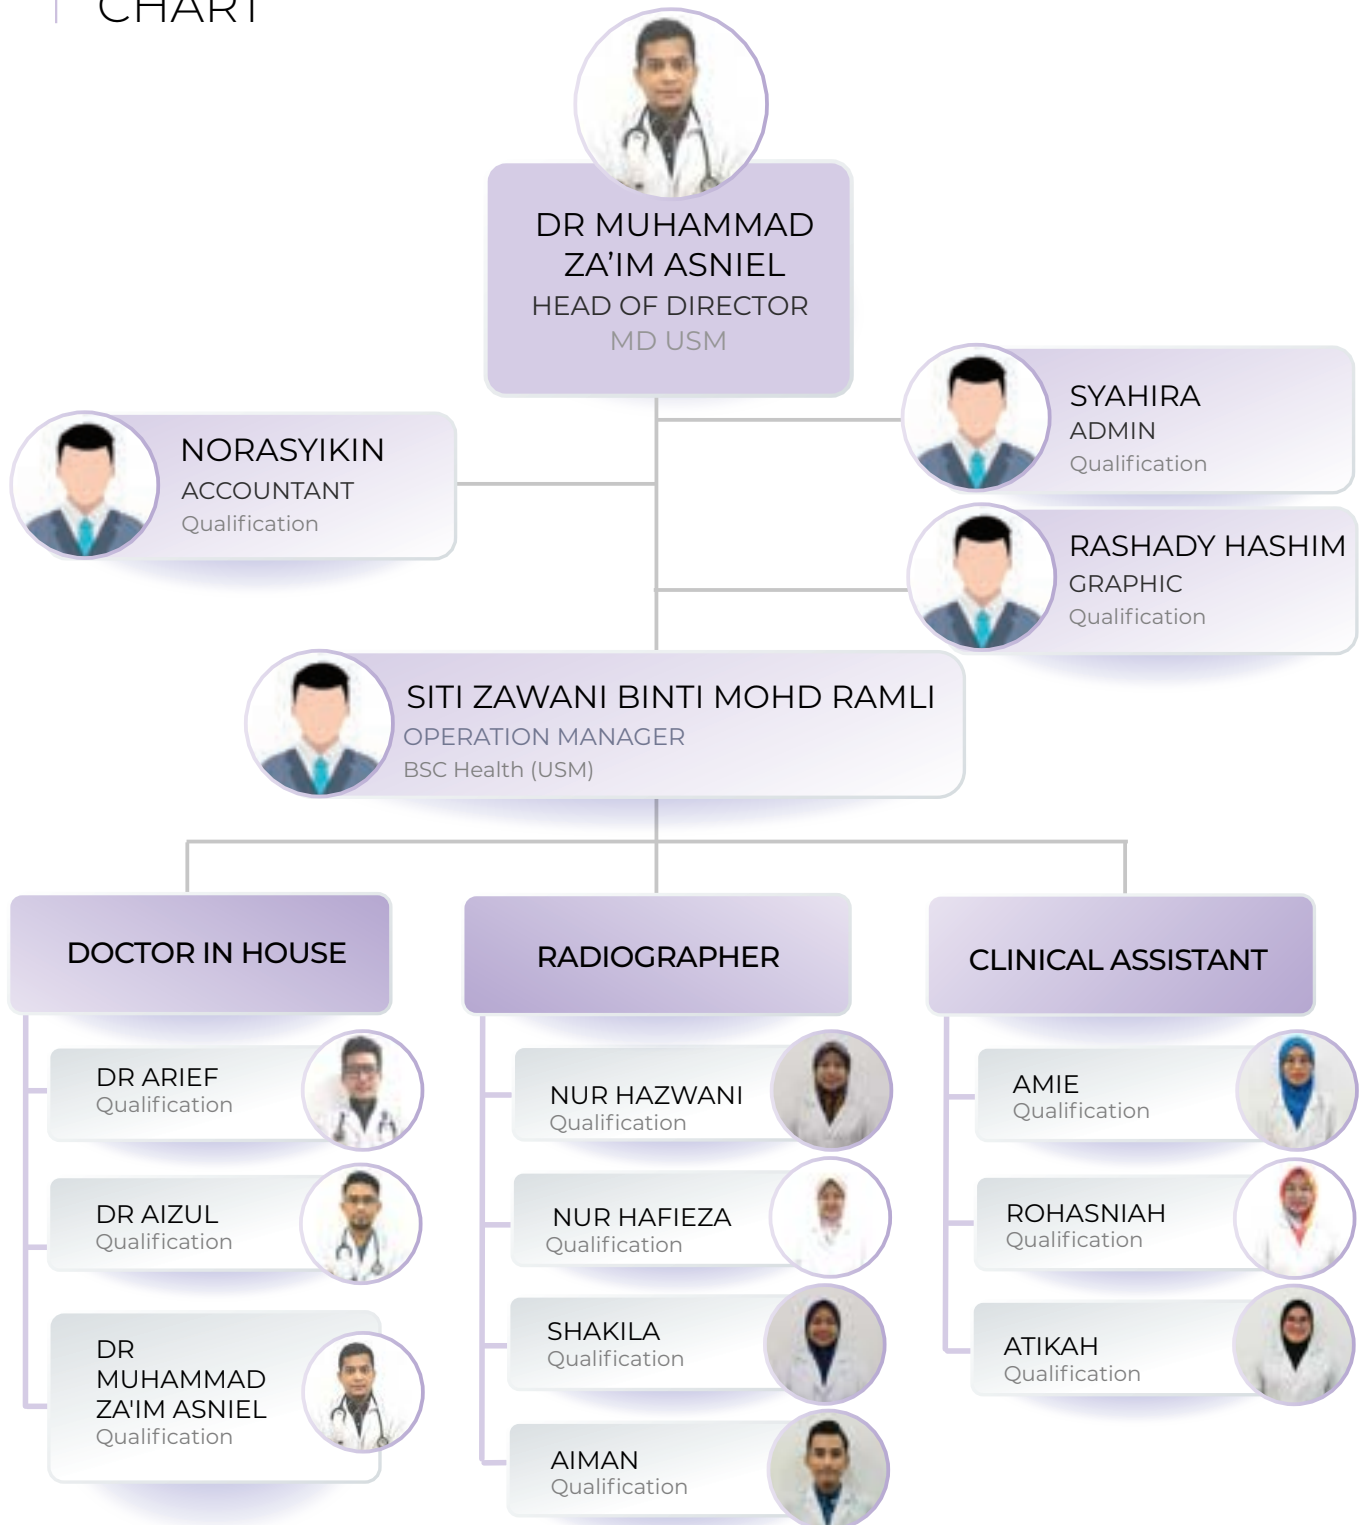 CHART
DR MUHAMMAD
ZA’IM ASNIEL
HEAD OF DIRECTOR
MD USM
SYAHIRA
ADMIN
Qualification
NORASYIKIN
ACCOUNTANT
Qualification
RASHADY HASHIM
GRAPHIC
Qualification
SITI ZAWANI BINTI MOHD RAMLI
OPERATION MANAGER
BSC Health (USM)
DOCTOR IN HOUSE
DR ARIEF
Qualification
DR AIZUL
Qualification
DR
MUHAMMAD
ZA'IM ASNIEL
Qualification
RADIOGRAPHER
NUR HAZWANI
Qualification
NUR HAFIEZA
Qualification
SHAKILA
Qualification
AIMAN
Qualification
CLINICAL ASSISTANT
AMIE
Qualification
ROHASNIAH
Qualification
ATIKAH
Qualification